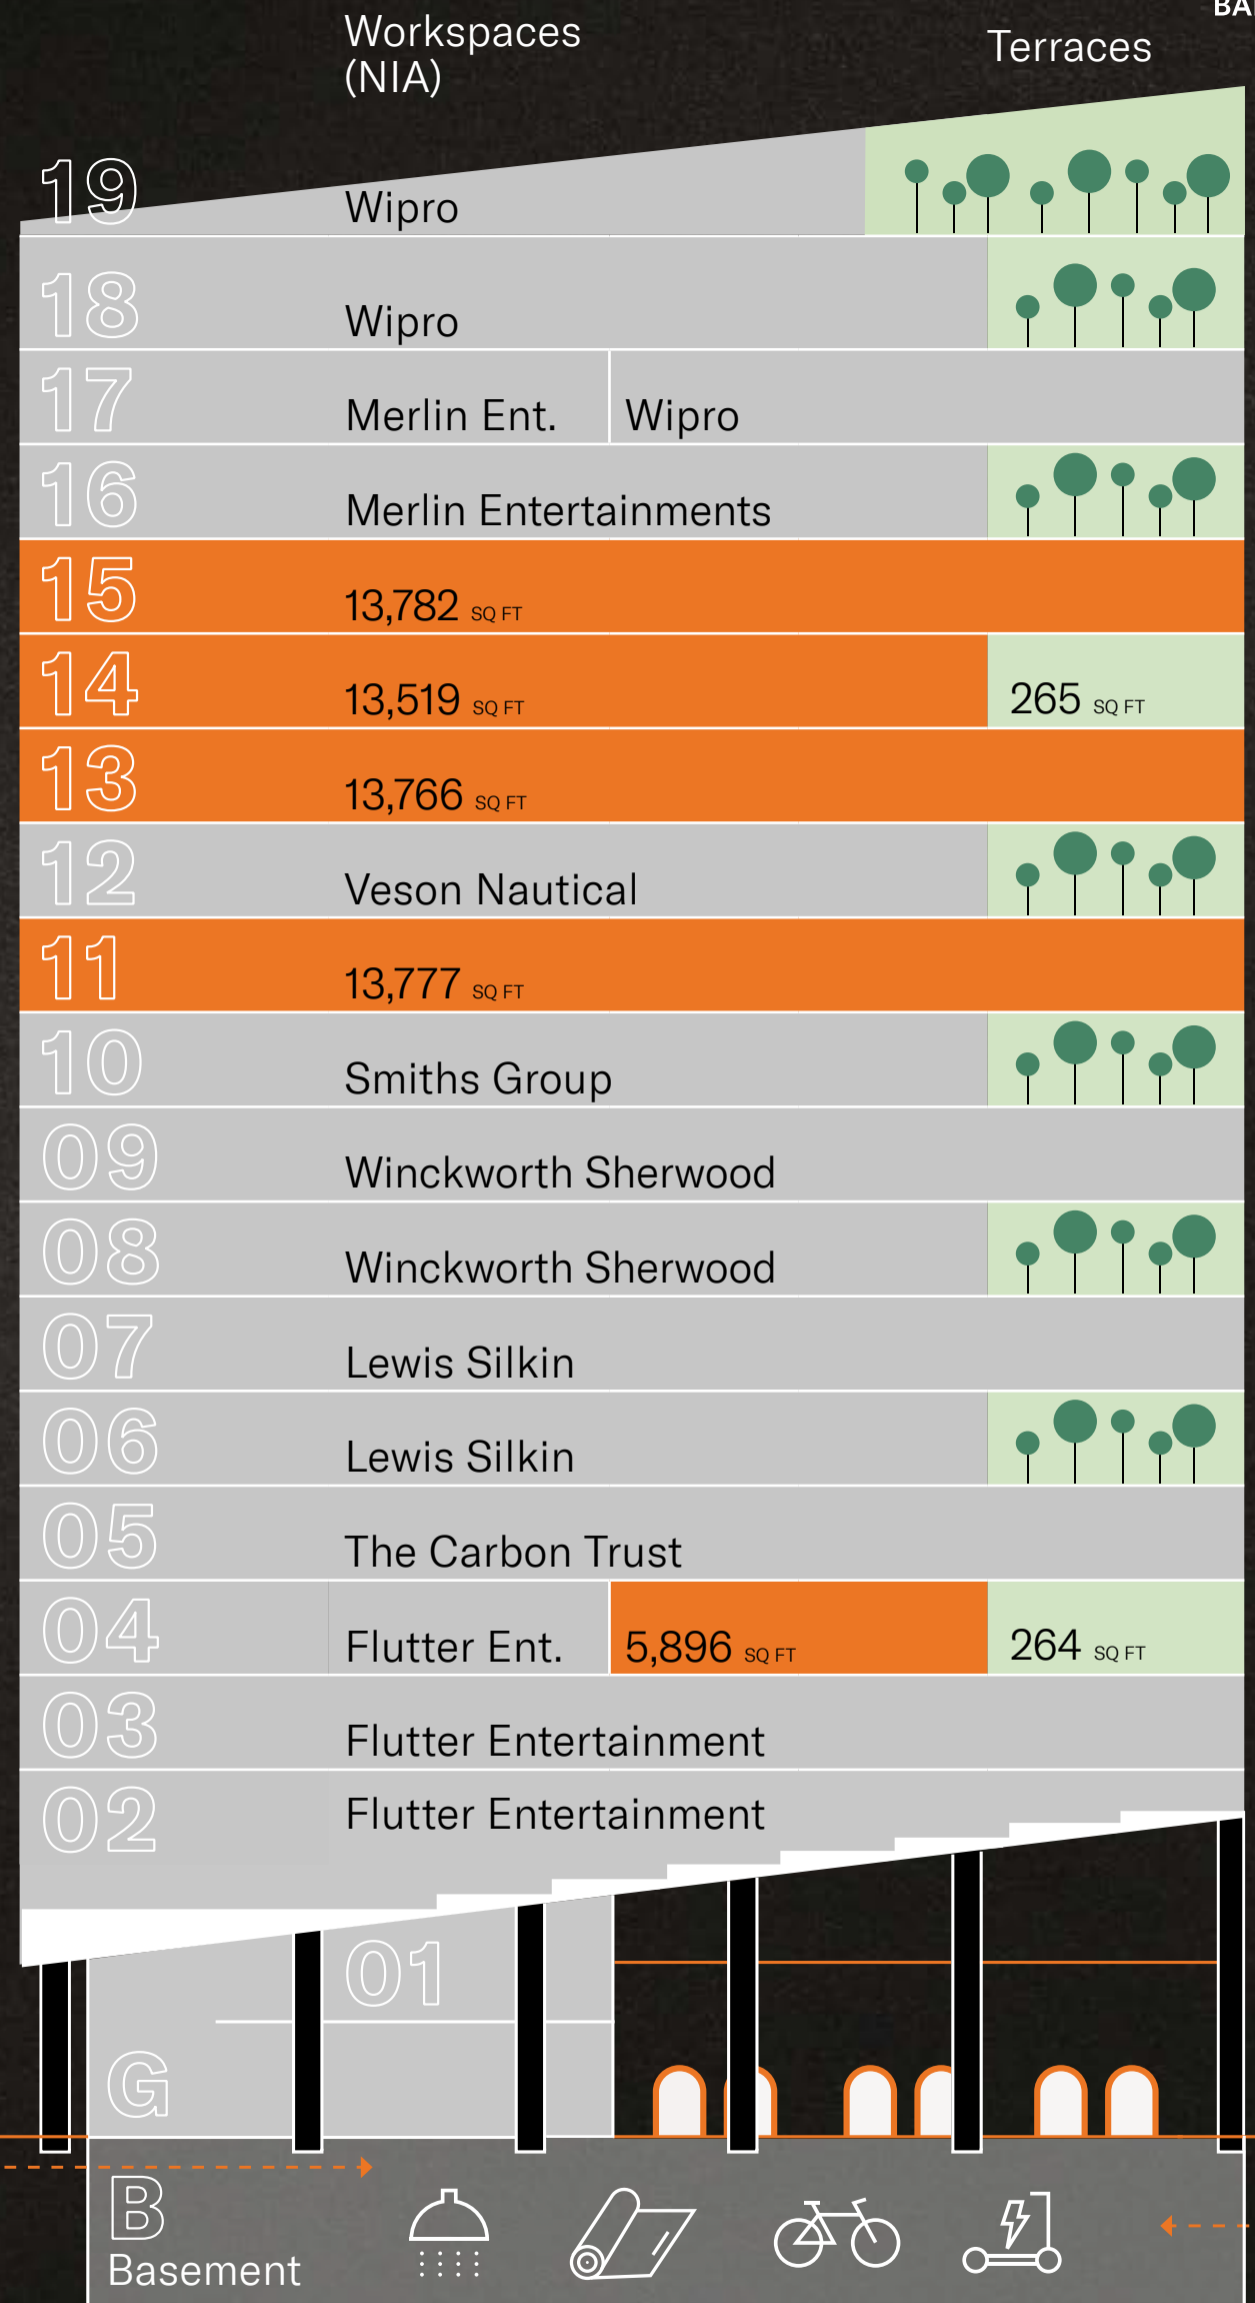 BA
Workspaces
(NIA)
Terraces
19 Wipro
18 Wipro
17 Merlin Ent. Wipro
16 Merlin Entertainments
15 13,782 SQ FT
14 13,519 SQ FT 265 SQ FT
13 13,766 SQ FT
12 Veson Nautical
11 13,777 SQ FT
10 Smiths Group
09 Winckworth Sherwood
08 Winckworth Sherwood
07 Lewis Silkin
06 Lewis Silkin
05 The Carbon Trust
04 Flutter Ent. 5,896 SQ FT 264 SQ FT
03 Flutter Entertainment
02 Flutter Entertainment
01
G
B
Basement